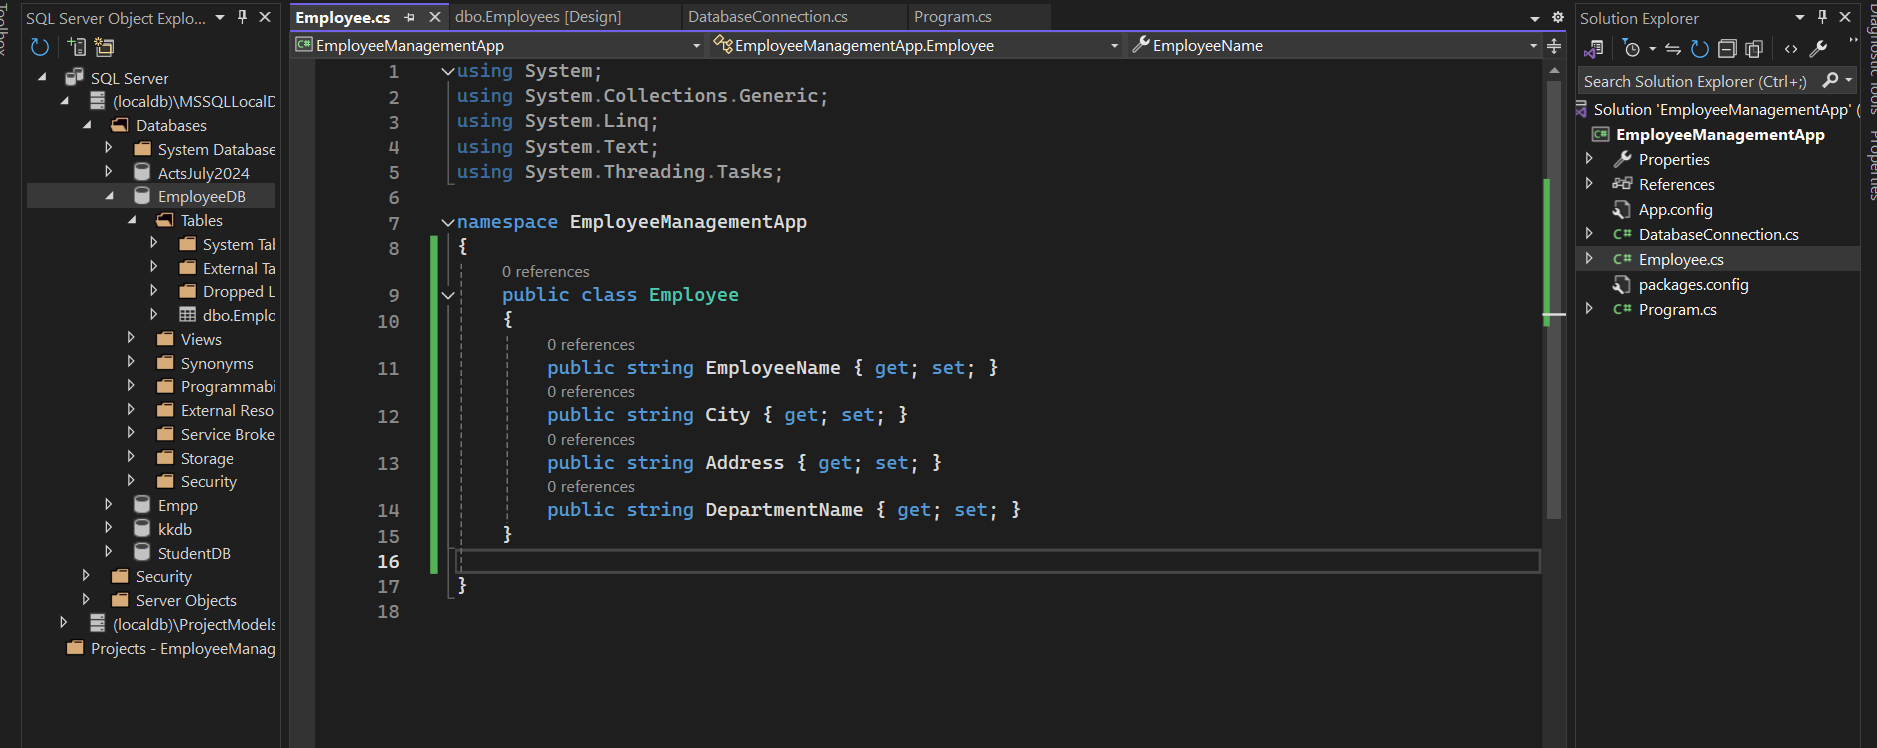 Toolbox
SQL Server Object Explo...
SQL Server
(localdb)\MSSQLLocalD
Databases
System Database
ActsJuly2024
EmployeeDB
Tables
System Tal
External Ta
Dropped L
dbo.Emplo
Views
Synonyms
Programmabi
External Reso
Service Broke
Storage
Security
Empp
kkdb
StudentDB
Security
Server Objects
(localdb)\ProjectModels
Projects - EmployeeManag
Employee.cs
dbo.Employees [Design]
DatabaseConnection.cs
Program.cs
C# EmployeeManagementApp
EmployeeManagementApp.Employee
EmployeeName
1 using System;
2 using System.Collections.Generic;
3 using System.Linq;
4 using System.Text;
5 using System.Threading.Tasks;
6
7 namespace EmployeeManagementApp
8 {
0 references
9 public class Employee
10 {
0 references
11 public string EmployeeName { get; set; }
0 references
12 public string City { get; set; }
0 references
13 public string Address { get; set; }
0 references
14 public string DepartmentName { get; set; }
15 }
16
17 }
18
Solution Explorer
Search Solution Explorer (Ctrl+;)
Solution 'EmployeeManagementApp' (
C# EmployeeManagementApp
Properties
References
App.config
C# DatabaseConnection.cs
C# Employee.cs
packages.config
C# Program.cs
Diagnostic Tools
Properties